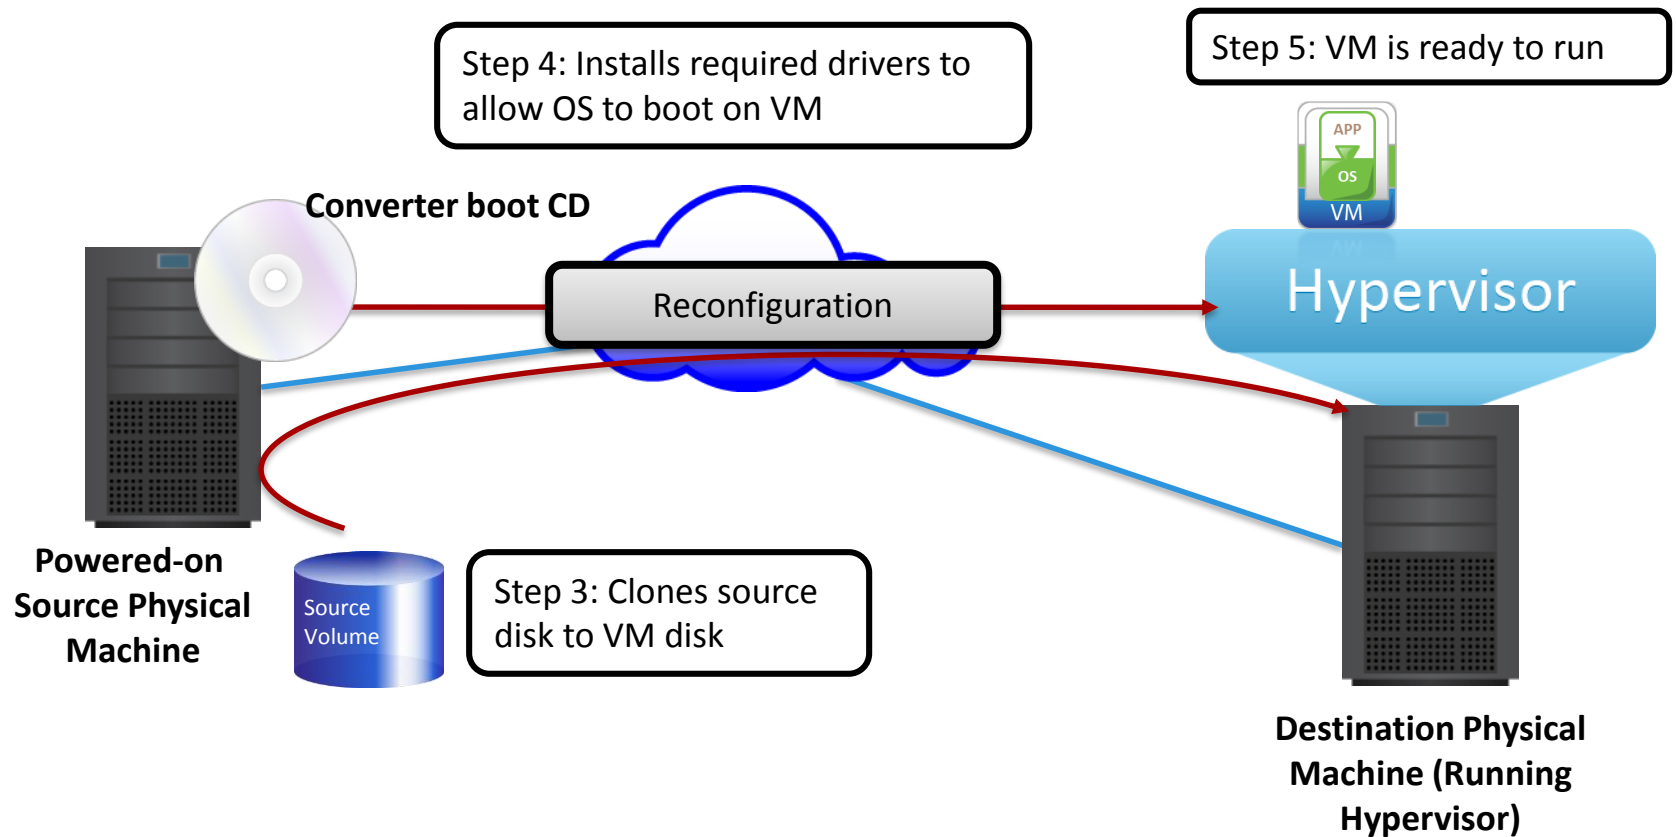 Step 4: Installs required drivers to
allow OS to boot on VM
Step 5: VM is ready to run
APP
OS
VM
Converter boot CD
Reconfiguration
Hypervisor
Powered-on
Source Physical
Machine
Source
Volume
Step 3: Clones source
disk to VM disk
Destination Physical
Machine (Running
Hypervisor)